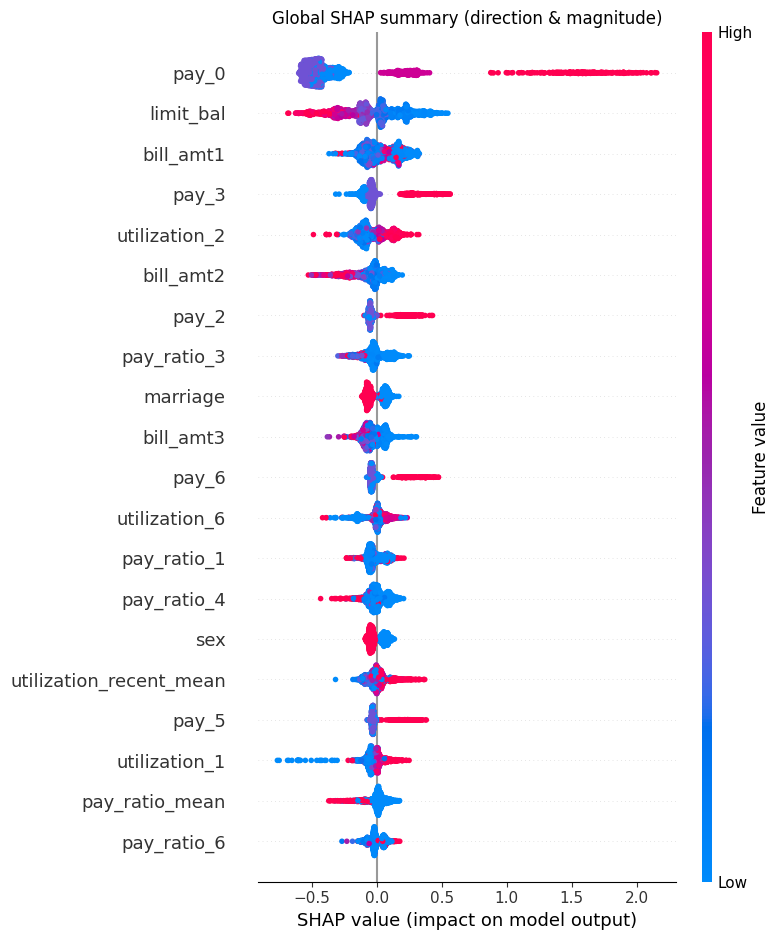 Global SHAP summary (direction & magnitude)
High
pay_0
limit_bal
bill_amt1
pay_3
utilization_2
bill_amt2
pay_2
pay_ratio_3
marriage
bill_amt3
pay_6
utilization_6
pay_ratio_1
pay_ratio_4
sex
utilization_recent_mean
pay_5
utilization_1
pay_ratio_mean
pay_ratio_6
Feature value
Low
−0.5 0.0 0.5 1.0 1.5 2.0
SHAP value (impact on model output)